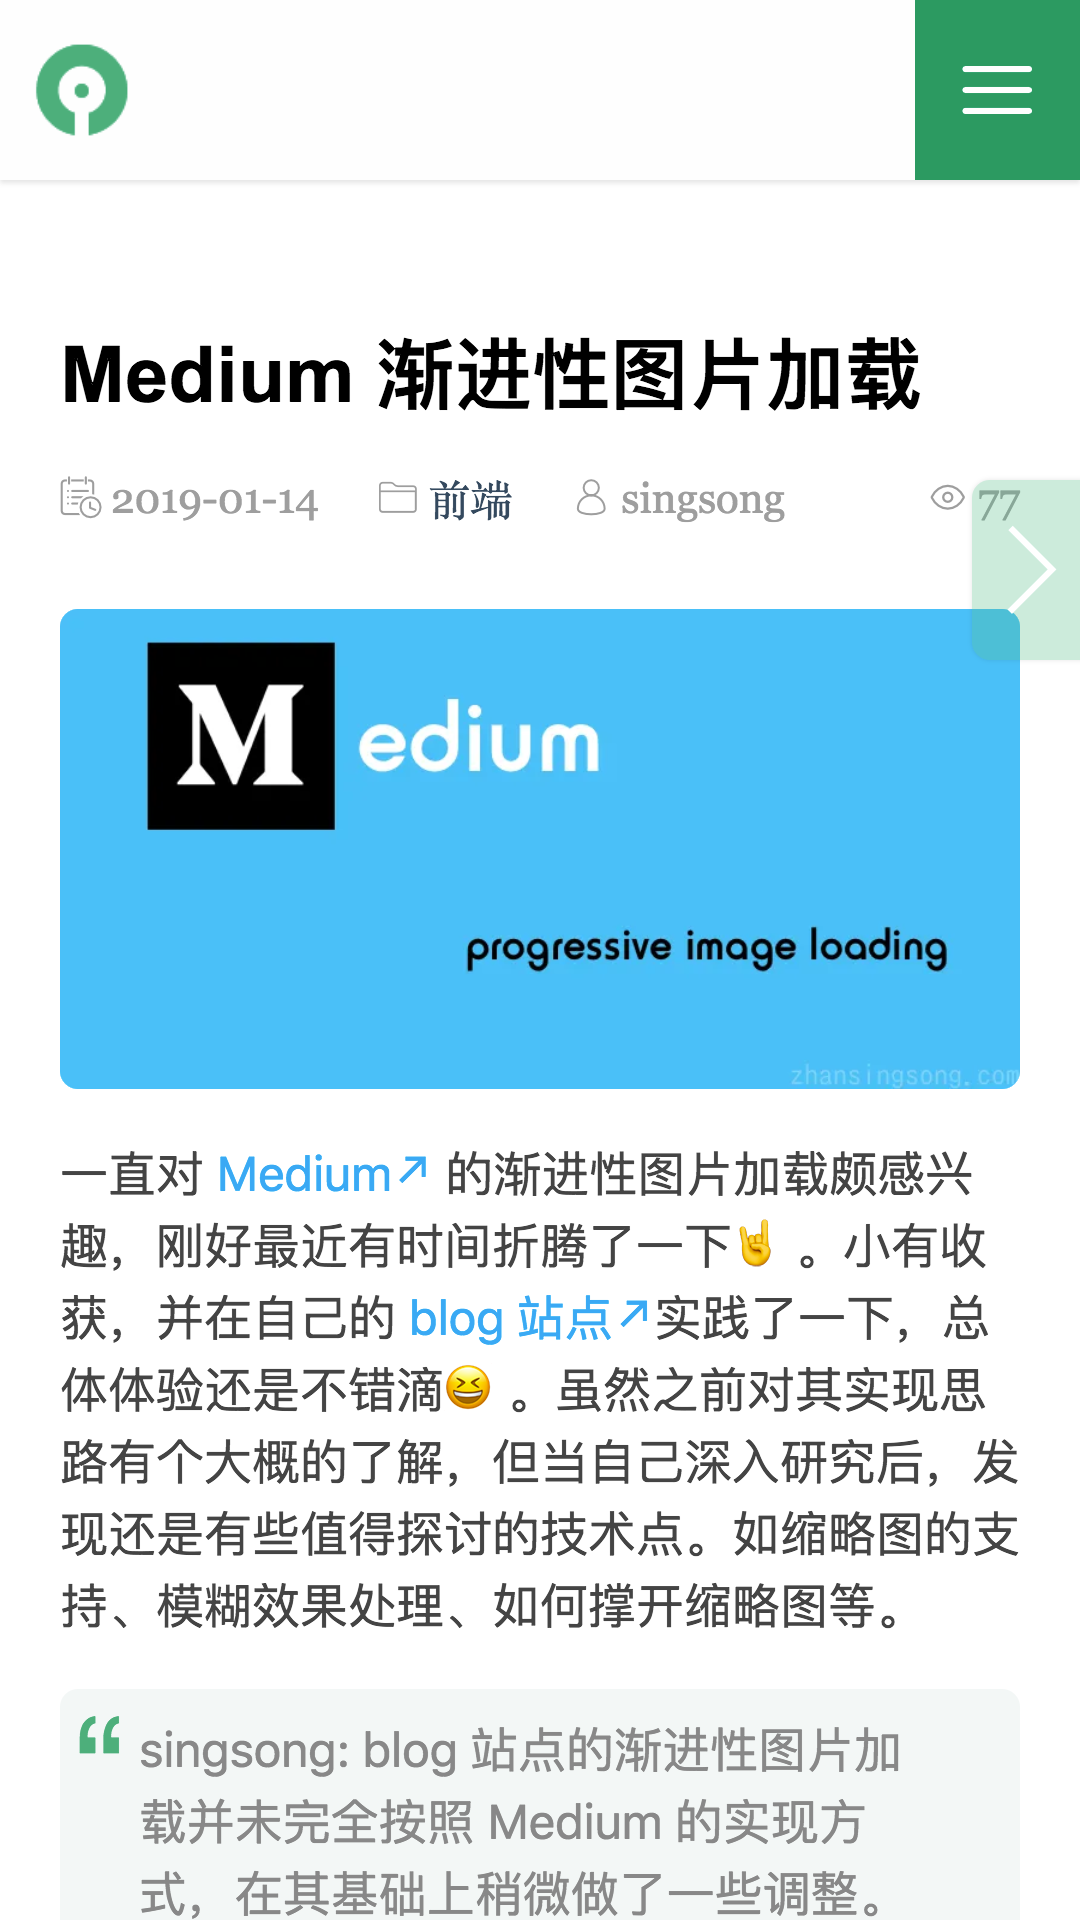 Medium 渐进性图片加载
2019-01-14 前端 singsong 77
M edium
progressive image loading
zhansingsong.com
一直对 Medium↗ 的渐进性图片加载颇感兴
趣，刚好最近有时间折腾了一下🤘 。小有收
获，并在自己的 blog 站点↗实践了一下，总
体体验还是不错滴😆 。虽然之前对其实现思
路有个大概的了解，但当自己深入研究后，发
现还是有些值得探讨的技术点。如缩略图的支
持、模糊效果处理、如何撑开缩略图等。
singsong: blog 站点的渐进性图片加
载并未完全按照 Medium 的实现方
式，在其基础上稍微做了一些调整。